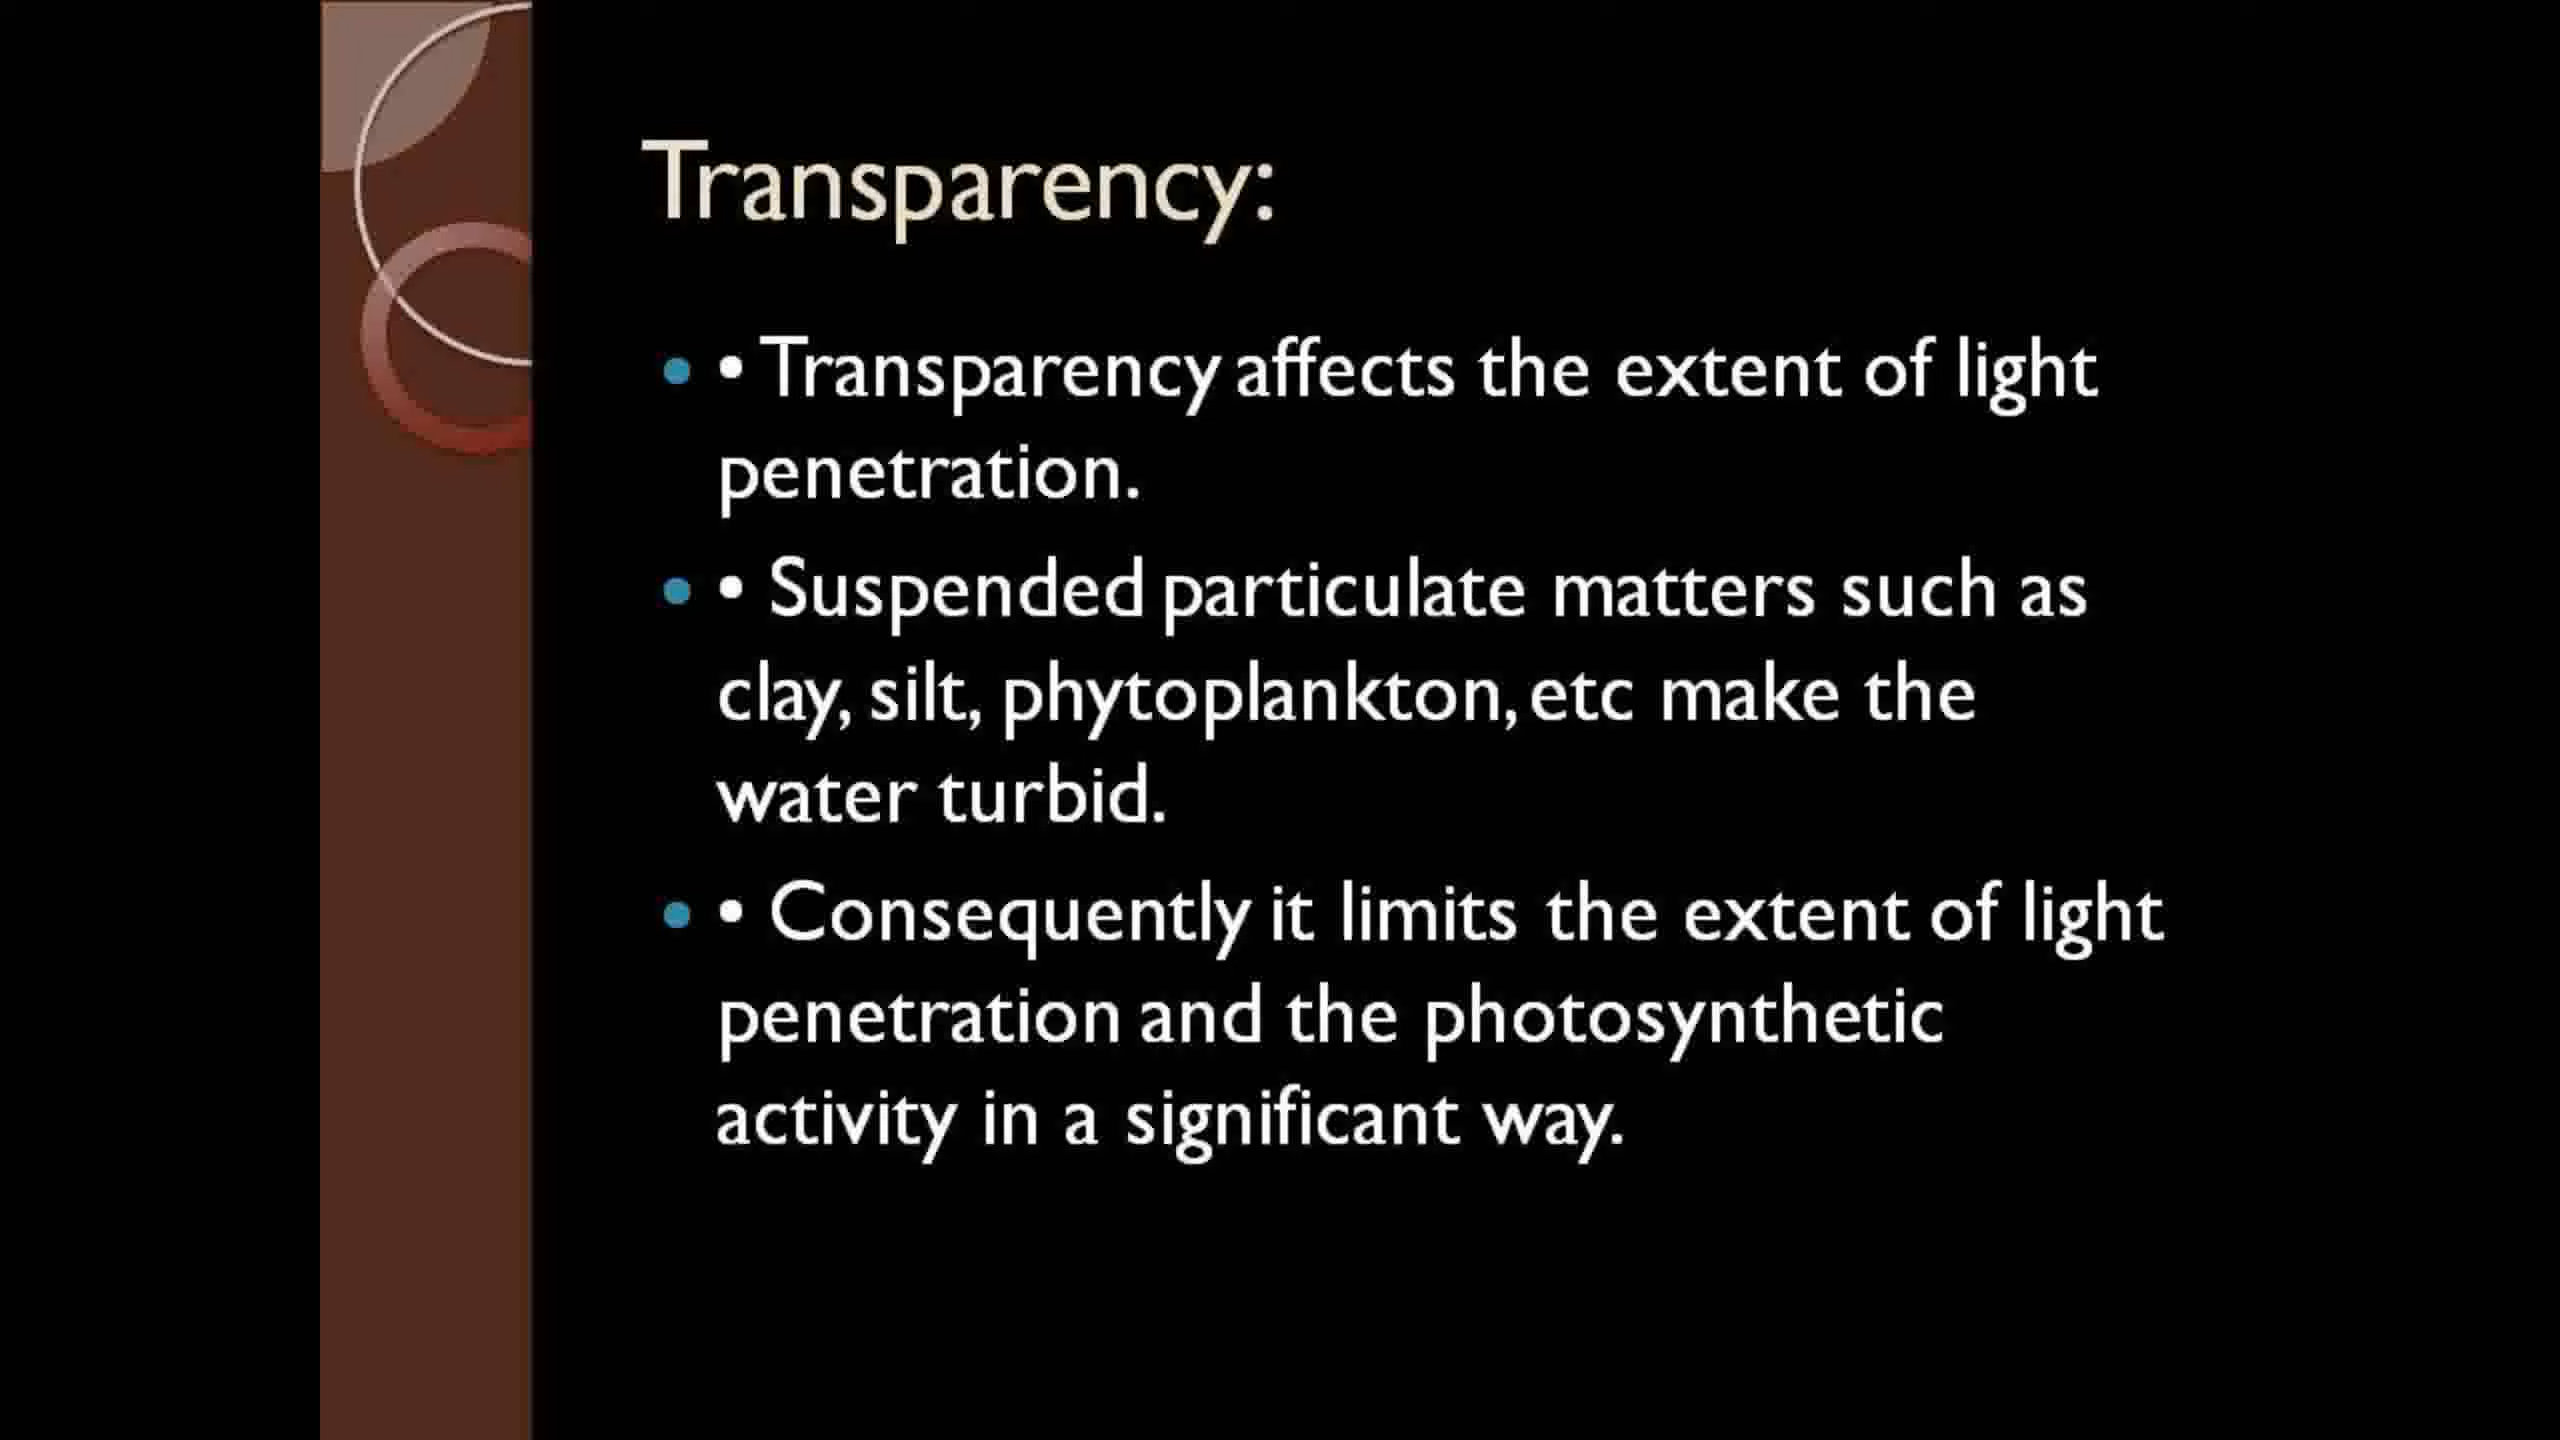 Transparency:
• • Transparency affects the extent of light
penetration.
• • Suspended particulate matters such as
clay, silt, phytoplankton, etc make the
water turbid.
• • Consequently it limits the extent of light
penetration and the photosynthetic
activity in a significant way.